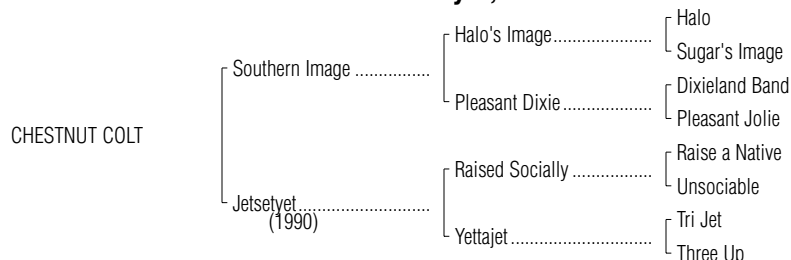 Halo
Halo's Image
Sugar's Image
Southern Image
Dixieland Band
Pleasant Dixie
Pleasant Jolie
CHESTNUT COLT
Raise a Native
Raised Socially
Unsociable
Jetsetyet
(1990)
Tri Jet
Yettajet
Three Up